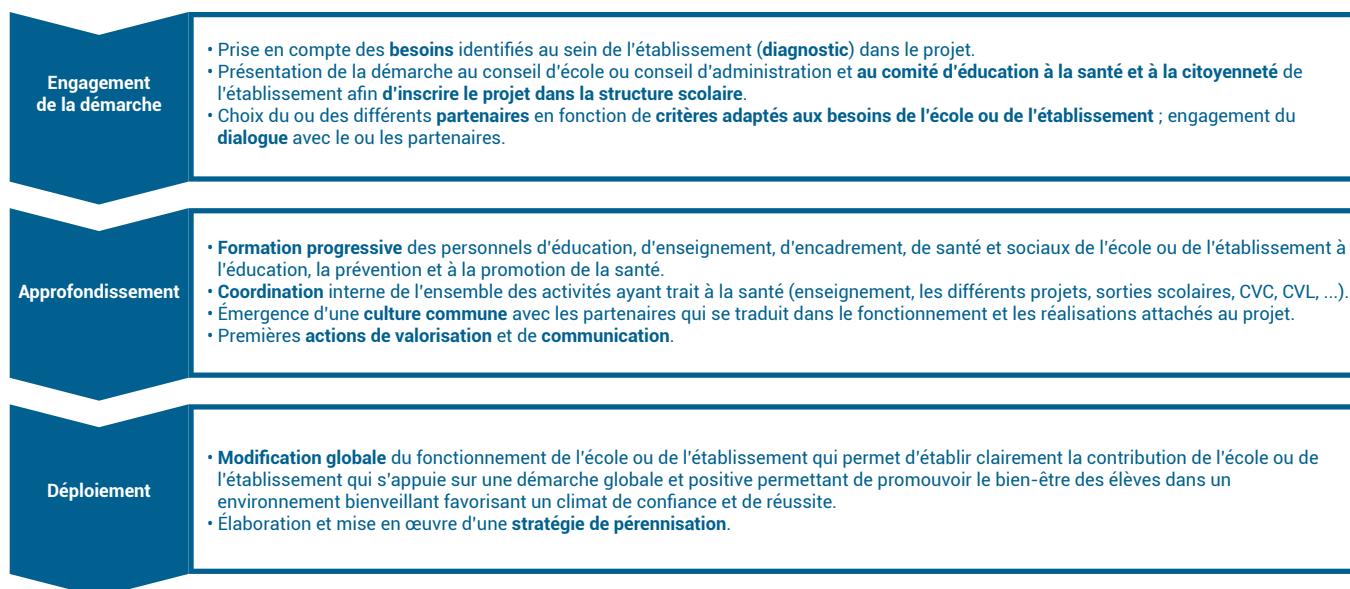 Engagement
de la démarche
• Prise en compte des besoins identifiés au sein de l'établissement (diagnostic) dans le projet.
• Présentation de la démarche au conseil d'école ou conseil d'administration et au comité d'éducation à la santé et à la citoyenneté de
l'établissement afin d'inscrire le projet dans la structure scolaire.
• Choix du ou des différents partenaires en fonction de critères adaptés aux besoins de l'école ou de l'établissement ; engagement du
dialogue avec le ou les partenaires.
Approfondissement
• Formation progressive des personnels d'éducation, d'enseignement, d'encadrement, de santé et sociaux de l'école ou de l'établissement à
l'éducation, la prévention et à la promotion de la santé.
• Coordination interne de l'ensemble des activités ayant trait à la santé (enseignement, les différents projets, sorties scolaires, CVC, CVL, ...).
• Émergence d'une culture commune avec les partenaires qui se traduit dans le fonctionnement et les réalisations attachés au projet.
• Premières actions de valorisation et de communication.
Déploiement
• Modification globale du fonctionnement de l'école ou de l'établissement qui permet d'établir clairement la contribution de l'école ou de
l'établissement qui s'appuie sur une démarche globale et positive permettant de promouvoir le bien-être des élèves dans un
environnement bienveillant favorisant un climat de confiance et de réussite.
• Élaboration et mise en œuvre d'une stratégie de pérennisation.